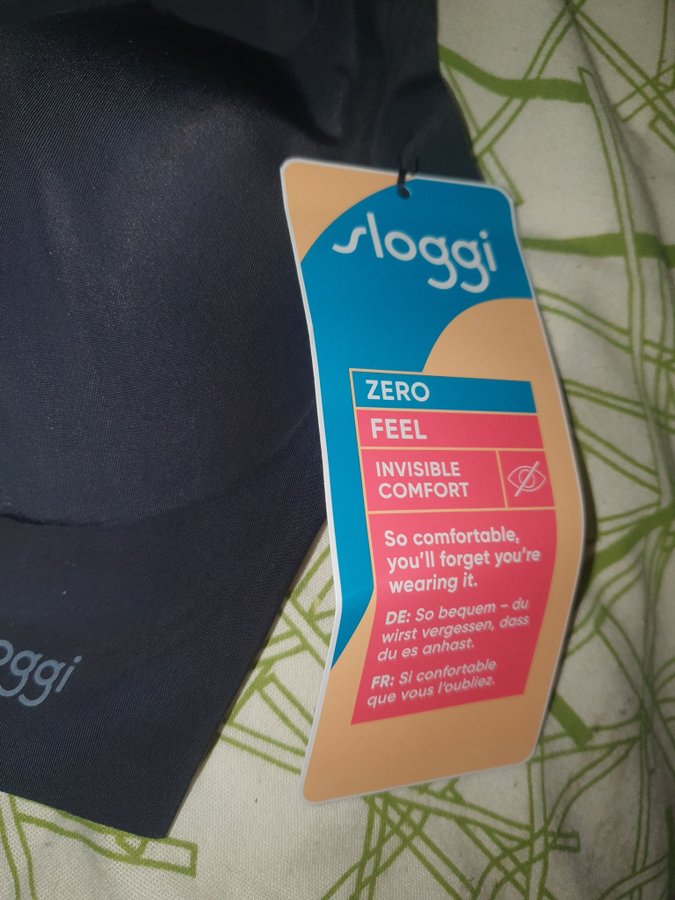 sloggi
ZERO
FEEL
INVISIBLE
COMFORT
So comfortable,
you'll forget you're
wearing it.
DE: So bequem – du
wirst vergessen, dass
du es anhast.
FR: Si confortable
que vous l'oubliez.
oggi